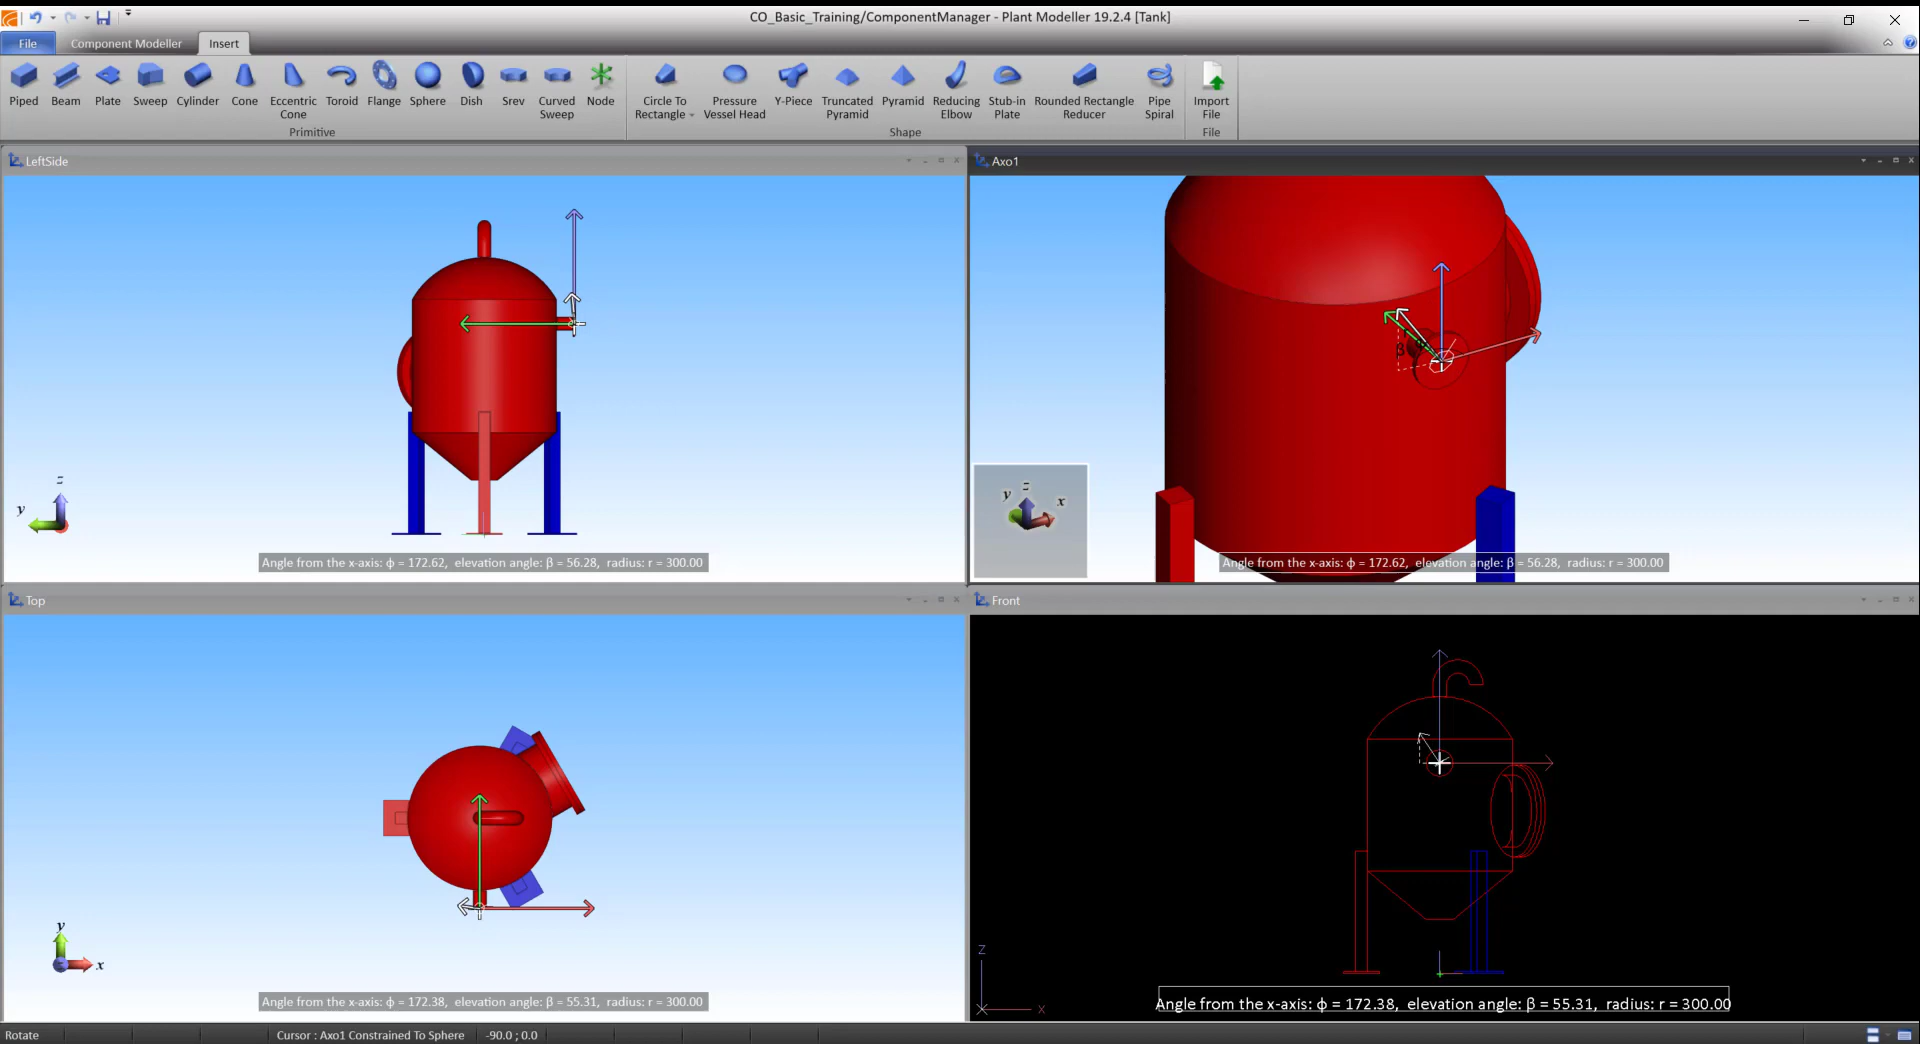 CO_Basic_Training/ComponentManager - Plant Modeller 19.2.4 [Tank]
File
Component Modeller
Insert
Piped
Beam
Plate
Sweep
Cylinder
Cone
Eccentric
Cone
Toroid
Flange
Sphere
Dish
Srev
Curved
Sweep
Node
Circle To
Rectangle
Pressure
Vessel Head
Y-Piece
Truncated
Pyramid
Pyramid
Reducing
Elbow
Stub-in
Plate
Rounded Rectangle
Reducer
Pipe
Spiral
Import
File
Primitive
Shape
File
LeftSide
z
y
Angle from the x-axis: ϕ = 172.62, elevation angle: β = 56.28, radius: r = 300.00
Axo1
β
y
z
x
Angle from the x-axis: ϕ = 172.62, elevation angle: β = 56.28, radius: r = 300.00
Top
y
x
Angle from the x-axis: ϕ = 172.38, elevation angle: β = 55.31, radius: r = 300.00
Front
Z
X
Angle from the x-axis: ϕ = 172.38, elevation angle: β = 55.31, radius: r = 300.00
Rotate
Cursor : Axo1 Constrained To Sphere
-90.0 ; 0.0